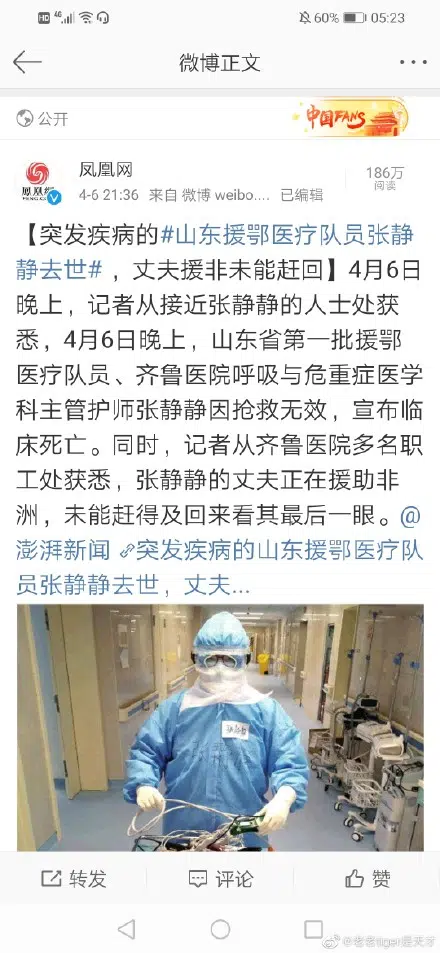 HD 4G 60% 05:23
微博正文
公开
中国FANS
凤凰网
186万
阅读
4-6 21:36 来自 微博 weibo.... 已编辑
【突发疾病的#山东援鄂医疗队员张静
静去世#，丈夫援非未能赶回】4月6日
晚上，记者从接近张静静的人士处获
悉，4月6日晚上，山东省第一批援鄂
医疗队员、齐鲁医院呼吸与危重症医学
科主管护师张静静因抢救无效，宣布临
床死亡。同时，记者从齐鲁医院多名职
工处获悉，张静静的丈夫正在援助非
洲，未能赶得及回来看其最后一眼。@
澎湃新闻 突发疾病的山东援鄂医疗队
员张静静去世，丈夫...
张静静
转发
评论
赞
@老老tiger是天才